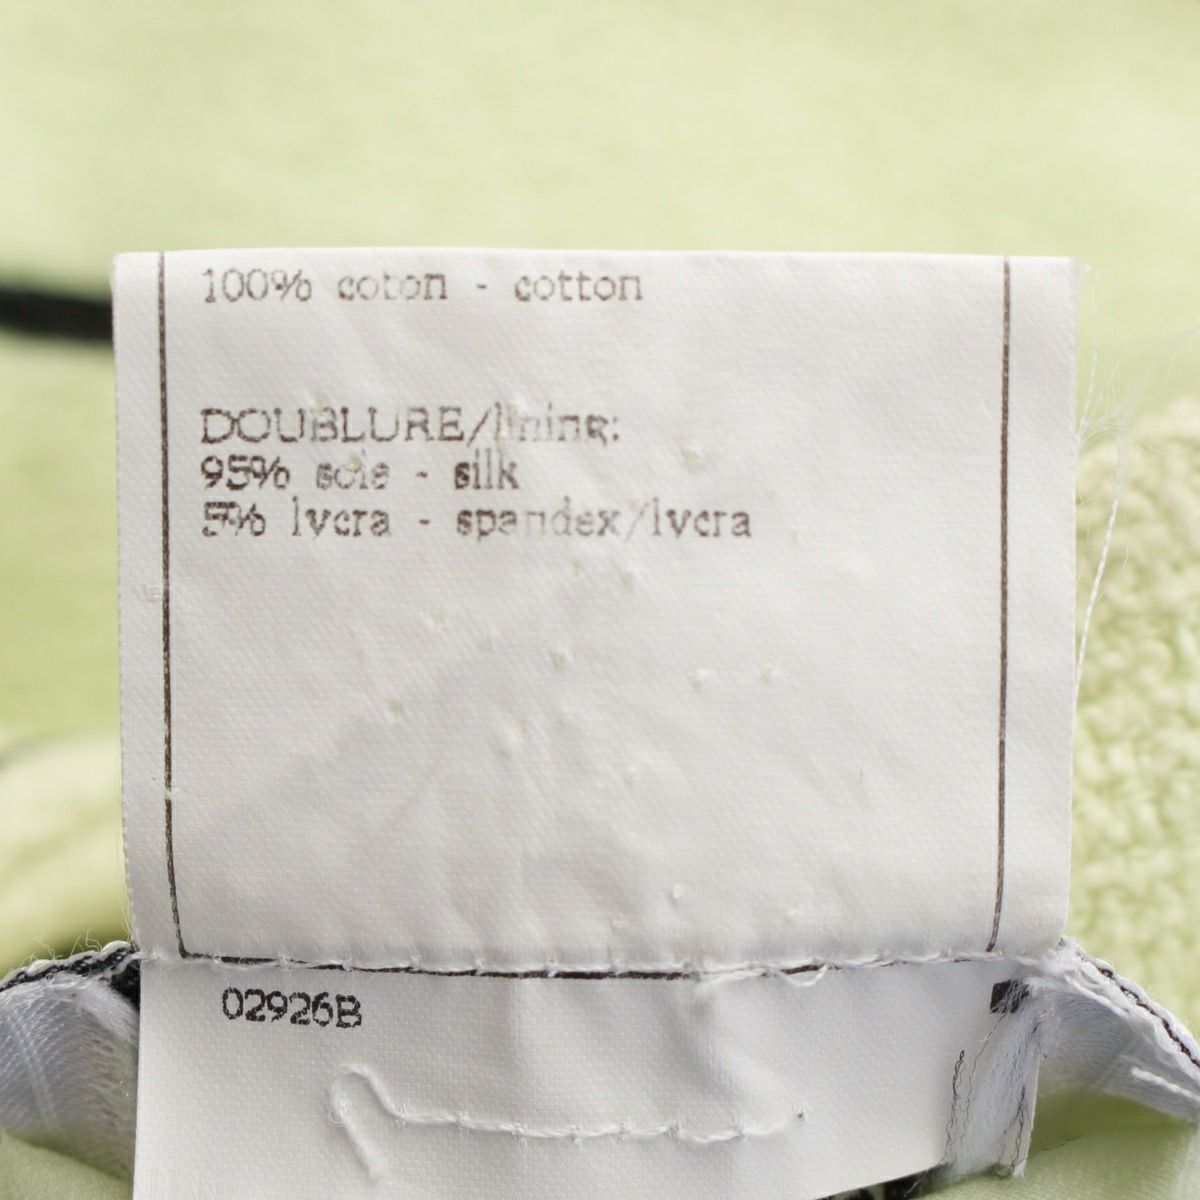 100% coton - cotton
DOUBLURE/lining:
95% soie - silk
5% lycra - spandex/lycra
02926B